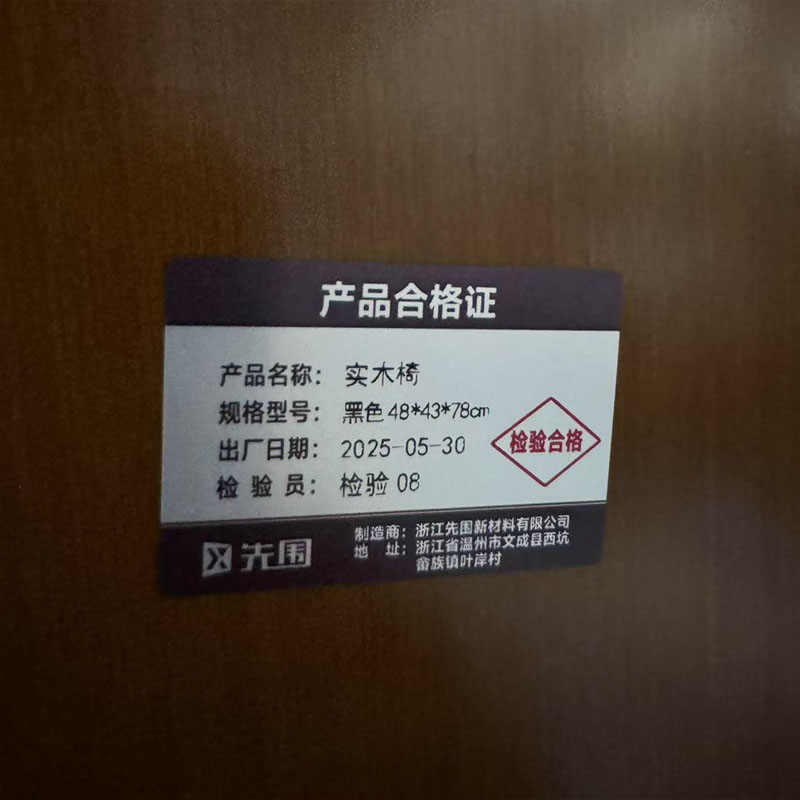 产品合格证
产品名称： 实木椅
规格型号： 黑色 48*43*78cm
出厂日期： 2025-05-30
检验员： 检验 08
检验合格
先围
制造商：浙江先围新材料有限公司
地址：浙江省温州市文成县西坑
畲族镇叶岸村